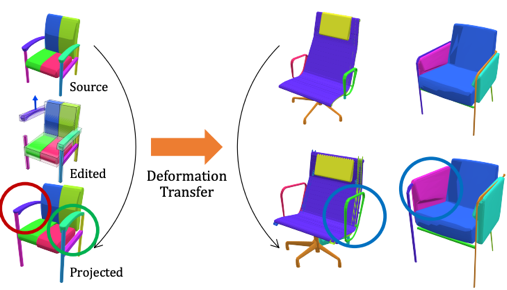 Source
Edited
Deformation
Transfer
Projected